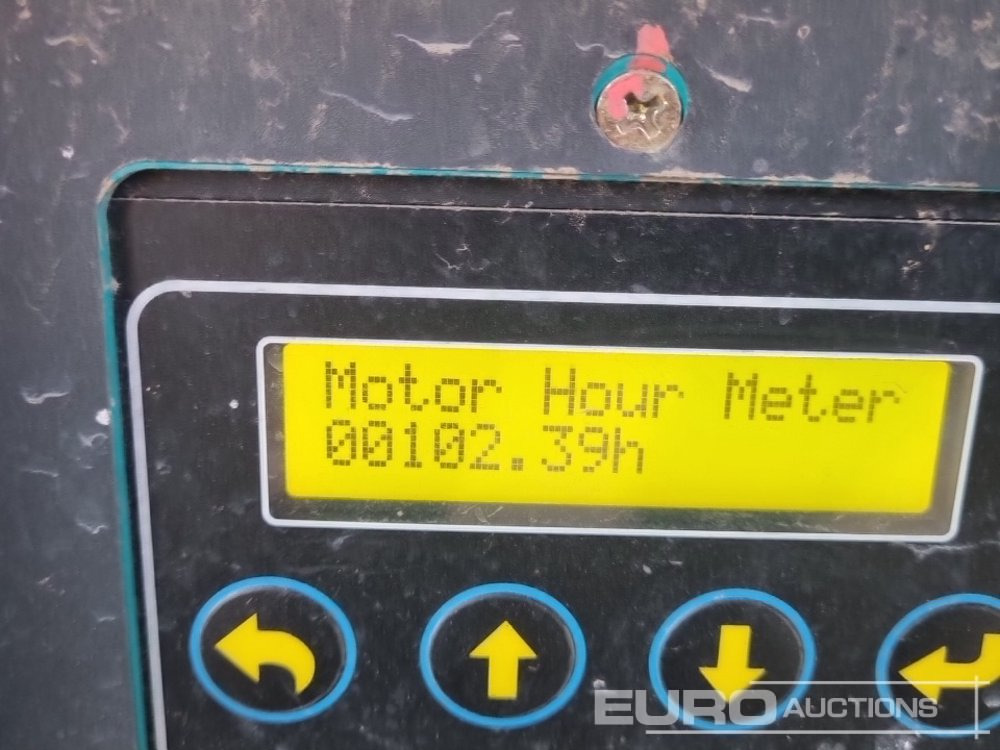 Motor Hour Meter
00102.39h
EURO AUCTIONS